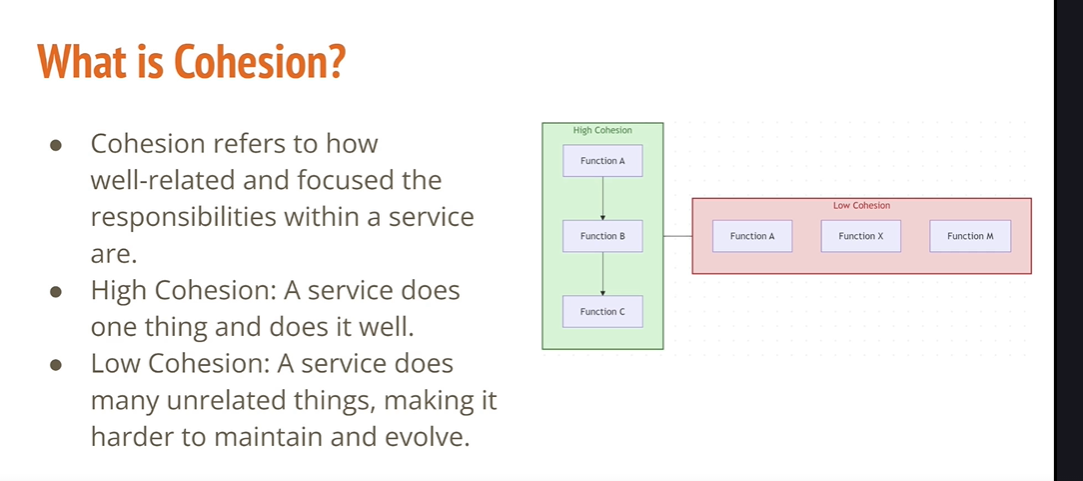 What is Cohesion?
● Cohesion refers to how
well-related and focused the
responsibilities within a service
are.
● High Cohesion: A service does
one thing and does it well.
● Low Cohesion: A service does
many unrelated things, making it
harder to maintain and evolve.
High Cohesion
Function A
Function B
Function C
Low Cohesion
Function A
Function X
Function M